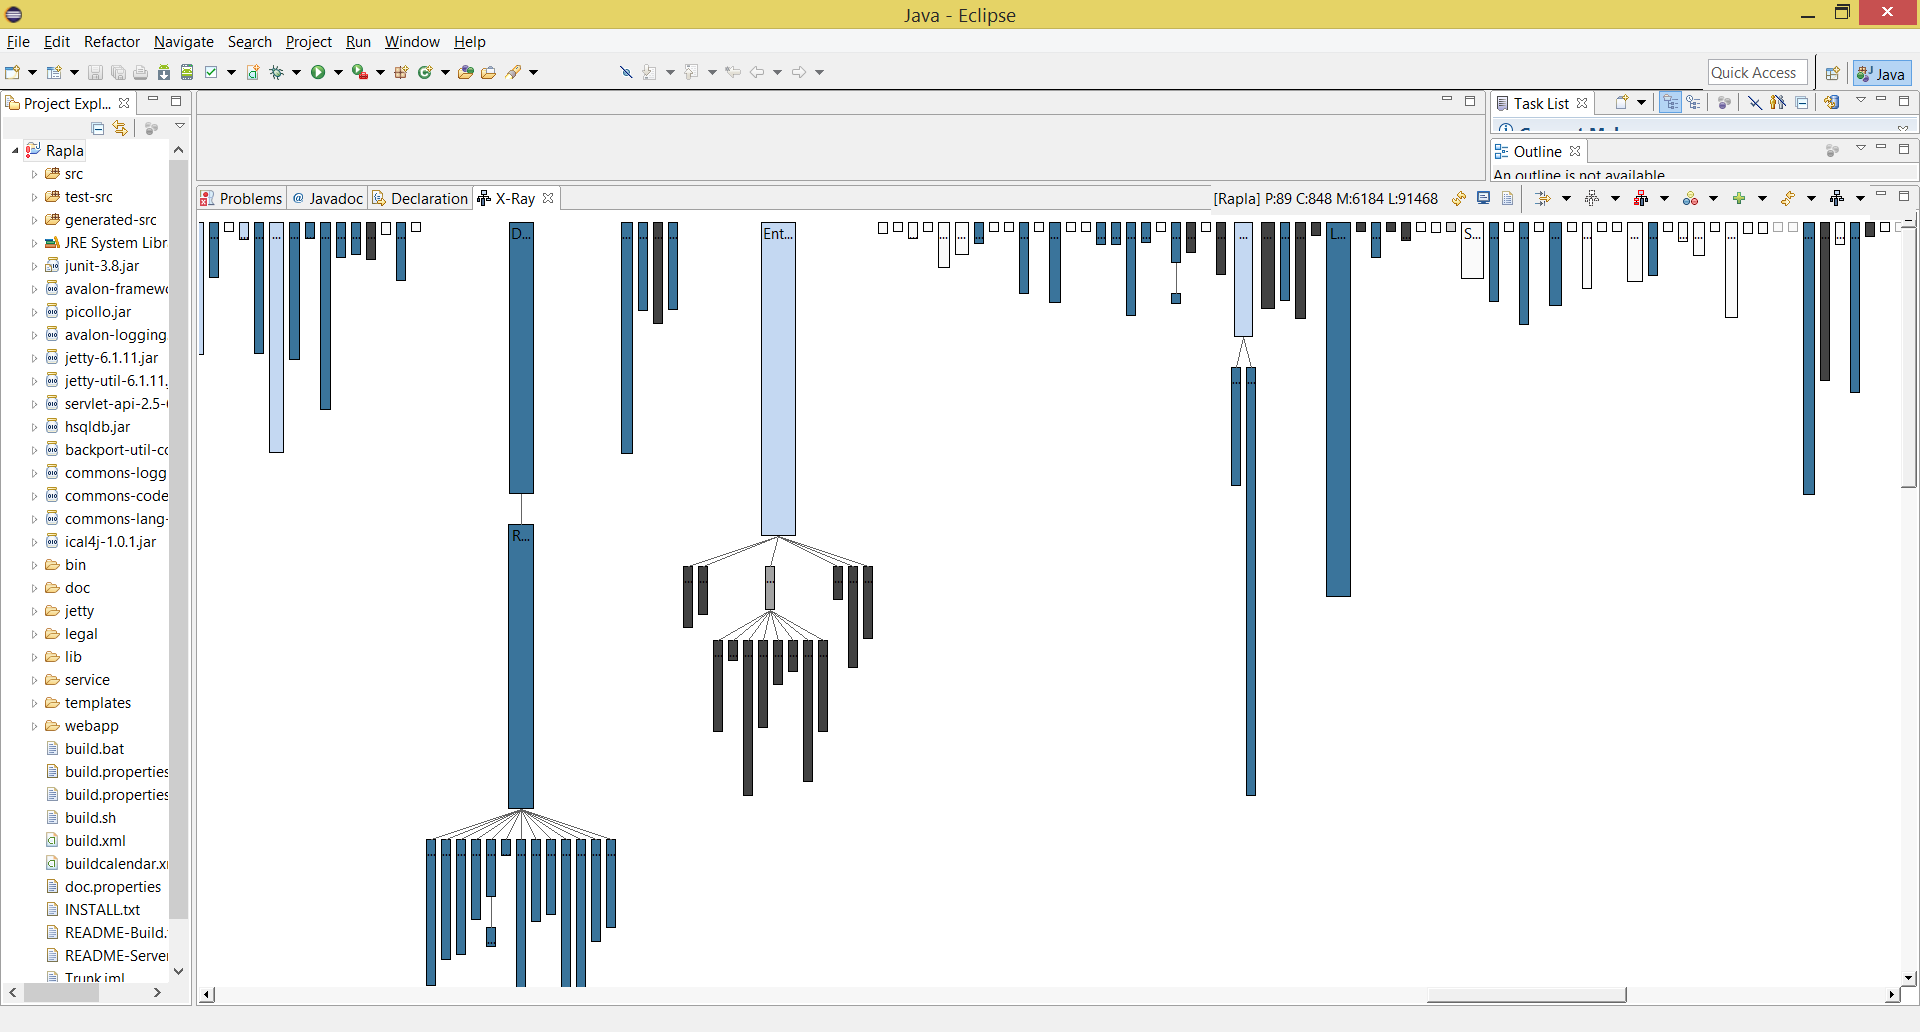 Java - Eclipse
File Edit Refactor Navigate Search Project Run Window Help
Quick Access
Java
Project Expl...
Task List
Outline
An outline is not available.
Rapla
src
test-src
generated-src
JRE System Libr
junit-3.8.jar
avalon-framewo
picollo.jar
avalon-logging
jetty-6.1.11.jar
jetty-util-6.1.11.
servlet-api-2.5-
hsqldb.jar
backport-util-co
commons-logg
commons-code
commons-lang-
ical4j-1.0.1.jar
bin
doc
jetty
legal
lib
service
templates
webapp
build.bat
build.properties
build.properties
build.sh
build.xml
buildcalendar.x
doc.properties
INSTALL.txt
README-Build.
README-Server
Trunk.iml
Problems
Javadoc
Declaration
X-Ray
[Rapla] P:89 C:848 M:6184 L:91468
D...
Ent...
L...
S...
R...